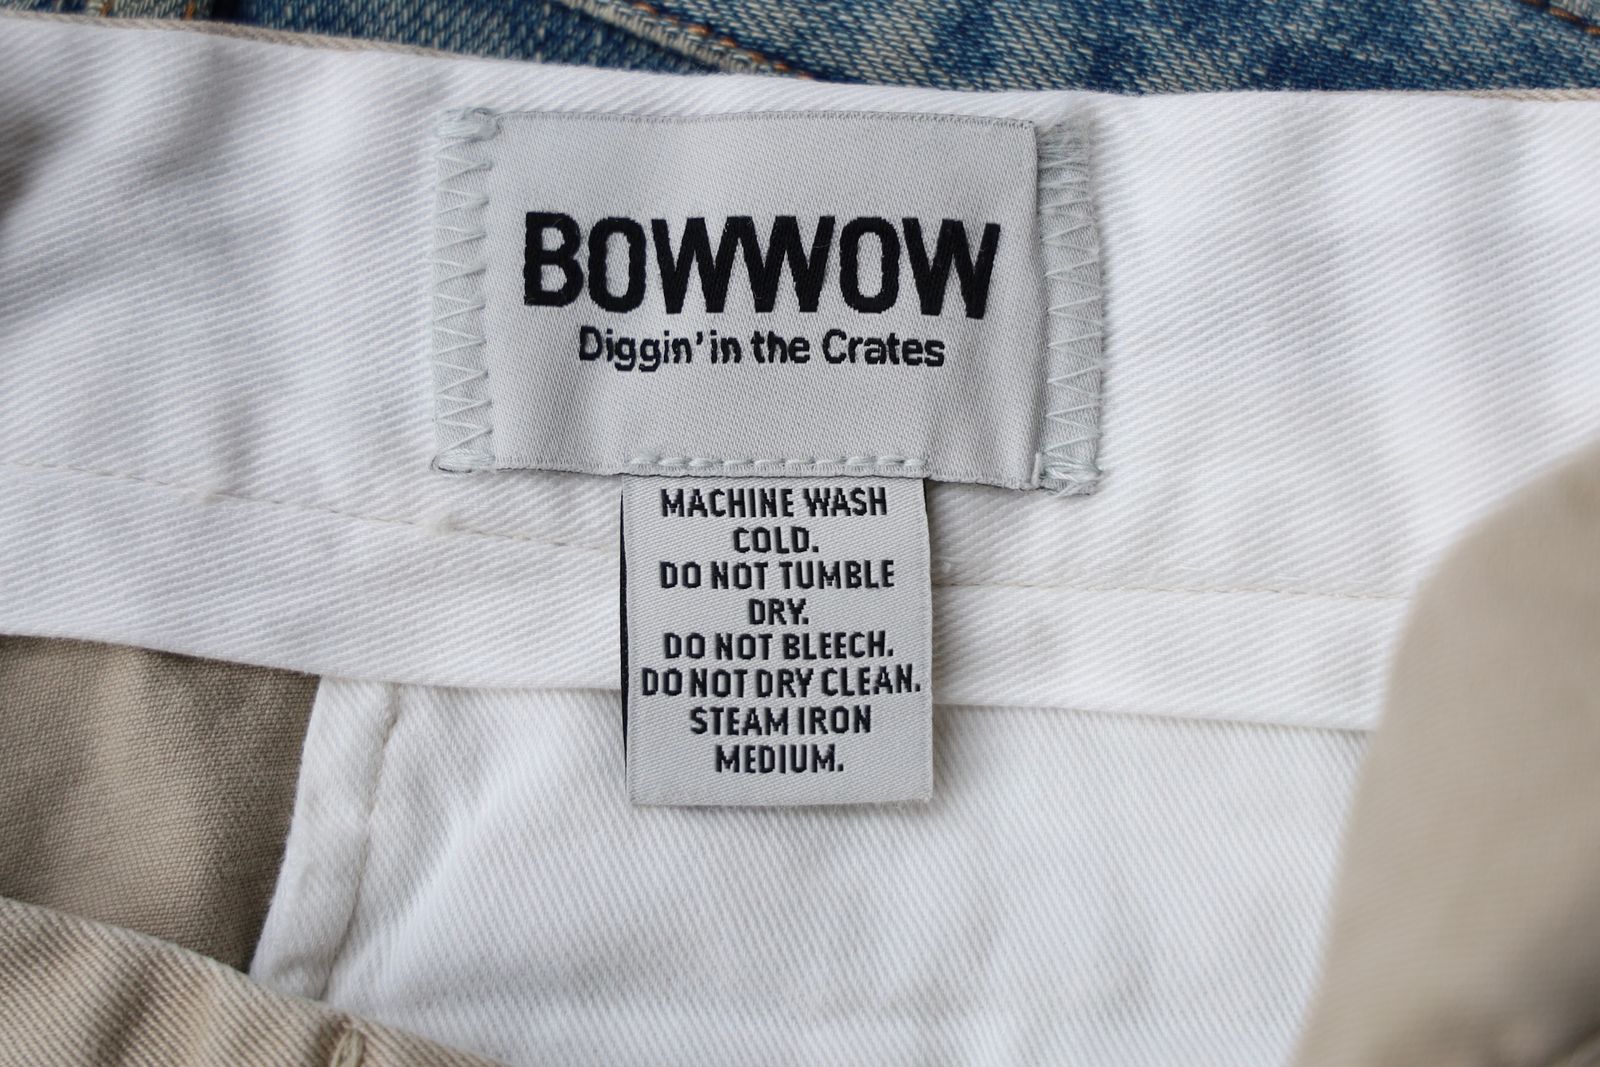 BOWWOW
Diggin' in the Crates
MACHINE WASH
COLD.
DO NOT TUMBLE
DRY.
DO NOT BLEECH.
DO NOT DRY CLEAN.
STEAM IRON
MEDIUM.